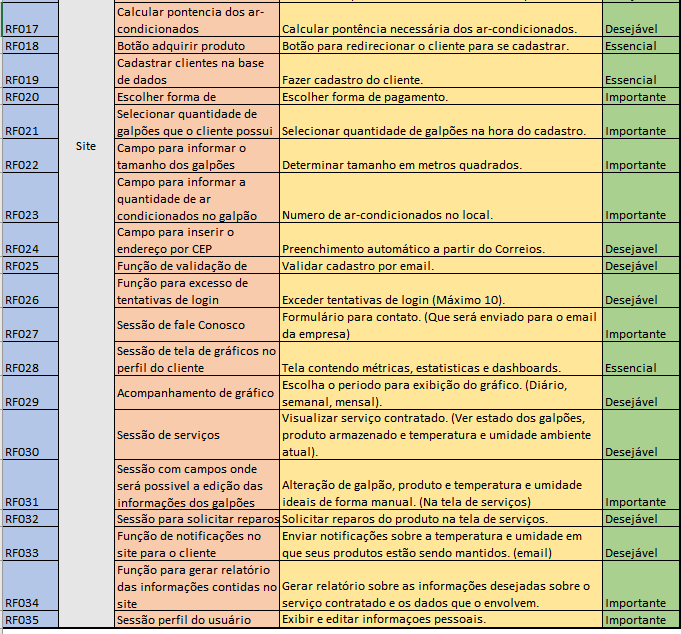 Calcular pontencia dos ar-
RF017 condicionados Calcular pontência necessária dos ar-condicionados. Desejável
RF018 Botão adquirir produto Botão para redirecionar o cliente para se cadastrar. Essencial
Cadastrar clientes na base
RF019 de dados Fazer cadastro do cliente. Essencial
RF020 Escolher forma de Escolher forma de pagamento. Importante
Selecionar quantidade de
RF021 galpões que o cliente possui Selecionar quantidade de galpões na hora do cadastro. Importante
Site
Campo para informar o
RF022 tamanho dos galpões Determinar tamanho em metros quadrados. Importante
Campo para informar a
quantidade de ar
RF023 condicionados no galpão Numero de ar-condicionados no local. Importante
Campo para inserir o
RF024 endereço por CEP Preenchimento automático a partir do Correios. Desejavel
RF025 Função de validação de Validar cadastro por email. Desejável
Função para excesso de
RF026 tentativas de login Exceder tentativas de login (Máximo 10). Desejável
Formulário para contato. (Que será enviado para o email
RF027 Sessão de fale Conosco da empresa) Importante
Sessão de tela de gráficos no
RF028 perfil do cliente Tela contendo métricas, estatisticas e dashboards. Essencial
Escolha o periodo para exibição do gráfico. (Diário,
RF029 Acompanhamento de gráfico semanal, mensal). Desejável
Visualizar serviço contratado. (Ver estado dos galpões,
Sessão de serviços produto armazenado e temperatura e umidade ambiente
RF030 atual). Desejável
Sessão com campos onde
será possivel a edição das Alteração de galpão, produto e temperatura e umidade
RF031 informações dos galpões ideais de forma manual. (Na tela de serviços) Importante
RF032 Sessão para solicitar reparos Solicitar reparos do produto na tela de serviços. Desejável
Função de notificações no Enviar notificações sobre a temperatura e umidade em
RF033 site para o cliente que seus produtos estão sendo mantidos. (email) Desejável
Função para gerar relatório
das informações contidas no Gerar relatório sobre as informações desejadas sobre o
RF034 site serviço contratado e os dados que o envolvem. Importante
RF035 Sessão perfil do usuário Exibir e editar informaçoes pessoais. Importante